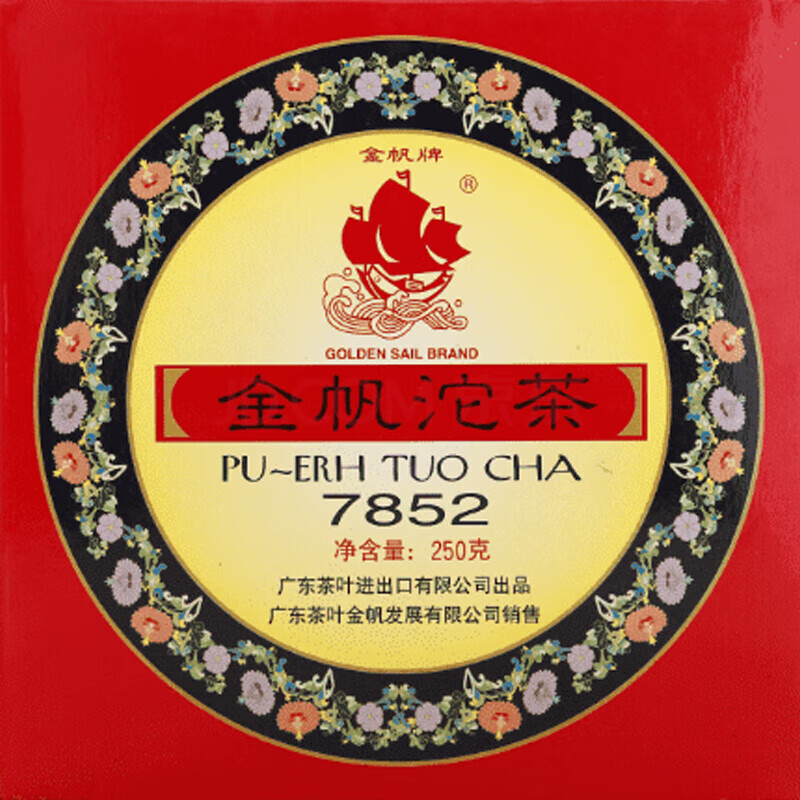 金帆牌
®
GOLDEN SAIL BRAND
金帆沱茶
PU~ERH TUO CHA
7852
净含量：250克
广东茶叶进出口有限公司出品
广东茶叶金帆发展有限公司销售